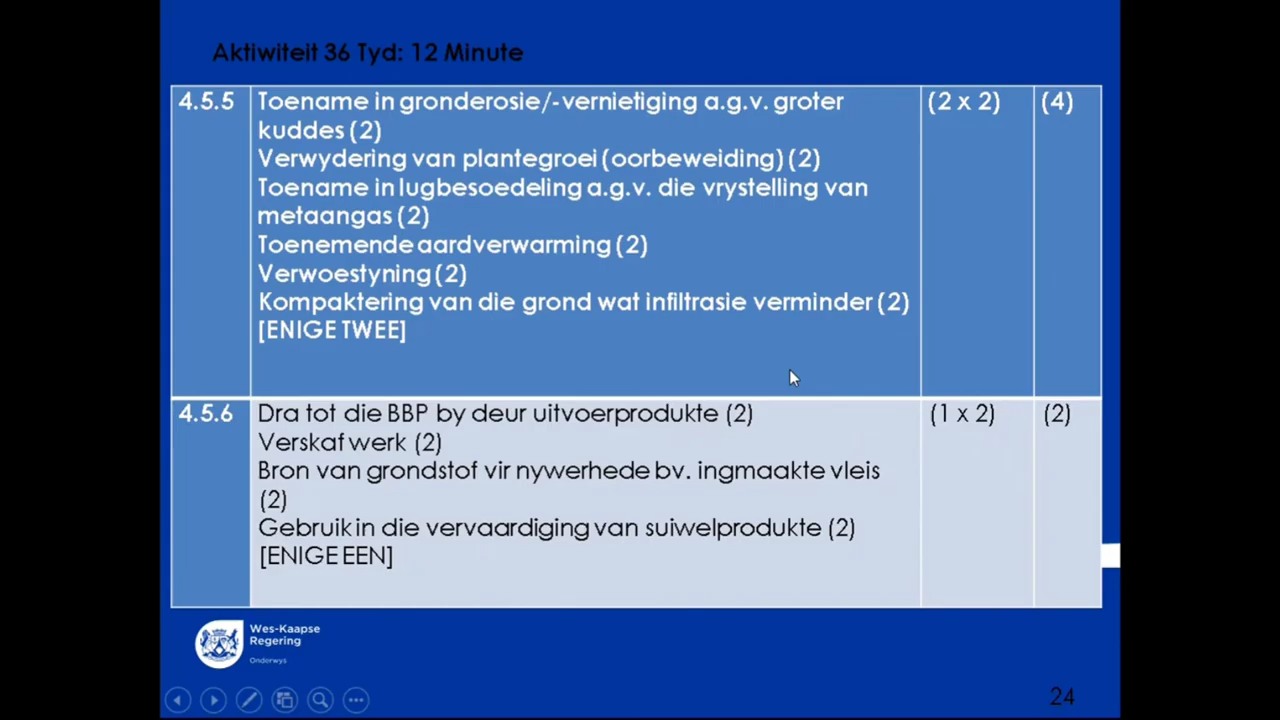 Aktiwiteit 36 Tyd: 12 Minute
4.5.5 Toename in gronderosie/-vernietiging a.g.v. groter (2 x 2) (4)
kuddes (2)
Verwydering van plantegroei (oorbeweiding) (2)
Toename in lugbesoedeling a.g.v. die vrystelling van
metaangas (2)
Toenemende aardverwarming (2)
Verwoestyning (2)
Kompaktering van die grond wat infiltrasie verminder (2)
[ENIGE TWEE]
4.5.6 Dra tot die BBP by deur uitvoerprodukte (2) (1 x 2) (2)
Verskaf werk (2)
Bron van grondstof vir nywerhede bv. ingmaakte vleis
(2)
Gebruik in die vervaardiging van suiwelprodukte (2)
[ENIGE EEN]
Wes-Kaapse
Regering
Onderwys
24